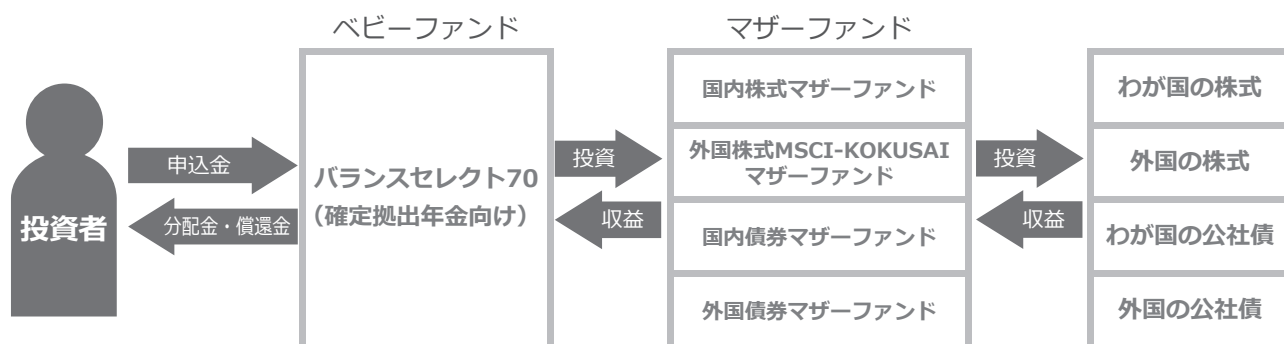 ベビーファンド
マザーファンド
投資者
申込金
分配金・償還金
バランスセレクト70
（確定拠出年金向け）
投資
収益
国内株式マザーファンド
外国株式MSCI-KOKUSAI
マザーファンド
国内債券マザーファンド
外国債券マザーファンド
投資
収益
わが国の株式
外国の株式
わが国の公社債
外国の公社債